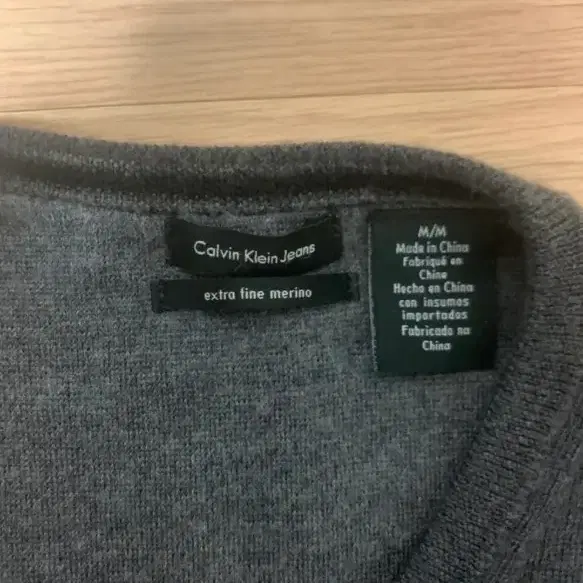 Calvin Klein Jeans
extra fine merino
M/M
Made in China
Fabriqué en
Chine
Hecho en China
con insumos
importados
Fabricado na
China